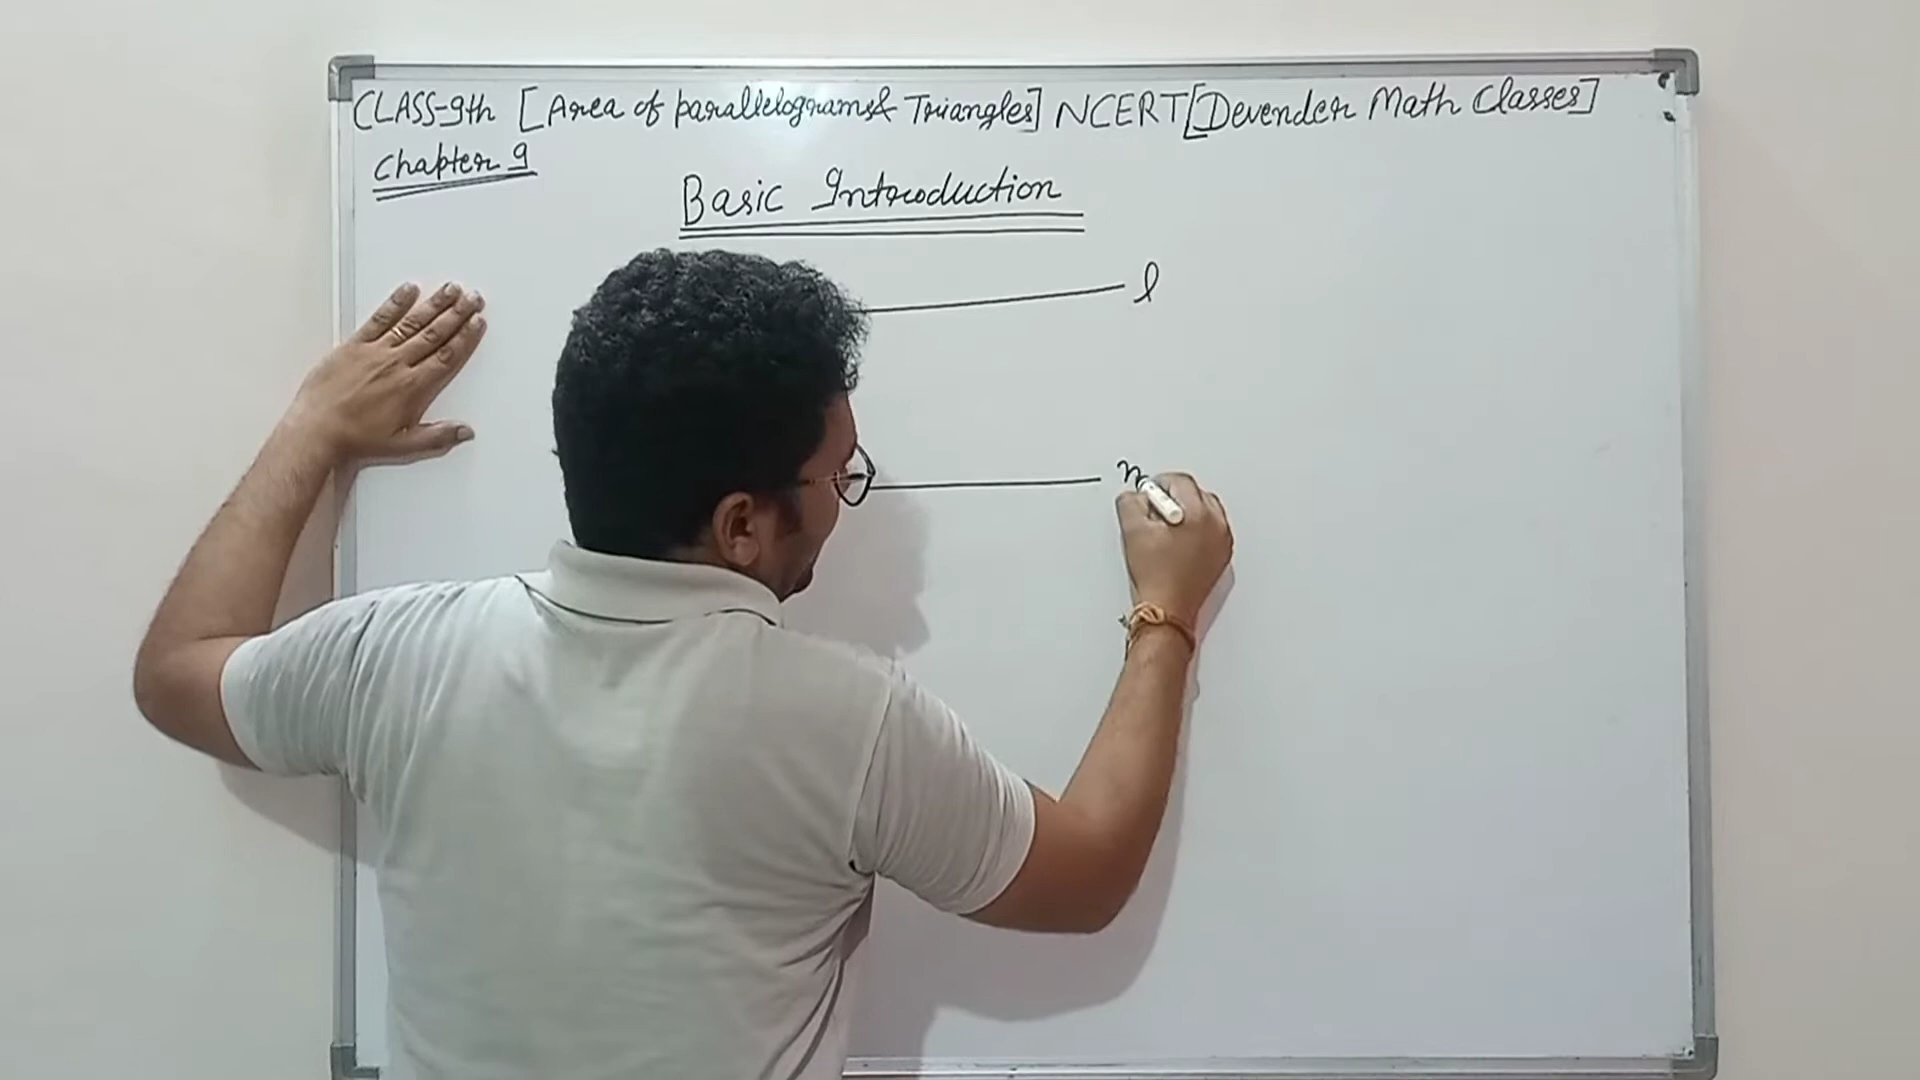 CLASS-9th [Area of parallelograms & Triangles] NCERT [Devender Math Classes]
Chapter 9
Basic Introduction
l
m